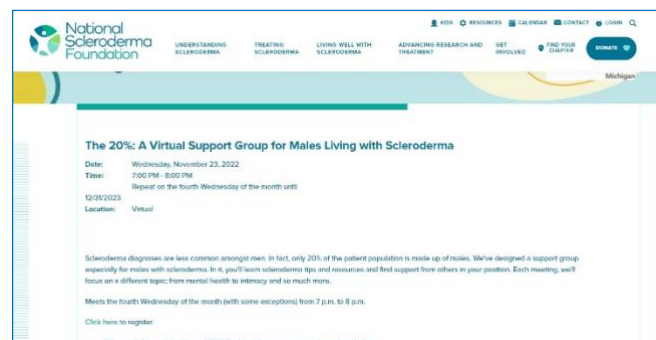 National
Scleroderma
Foundation
KIDS RESOURCES CALENDAR CONTACT LOGIN
UNDERSTANDING SCLERODERMA
TREATING SCLERODERMA
LIVING WELL WITH SCLERODERMA
ADVANCING RESEARCH AND TREATMENT
GET INVOLVED
FIND YOUR CHAPTER
DONATE
Michigan
The 20%: A Virtual Support Group for Males Living with Scleroderma
Date: Wednesday, November 23, 2022
Time: 7:00 PM - 8:00 PM
Repeat on the fourth Wednesday of the month until
12/31/2023
Location: Virtual
Scleroderma diagnoses are less common amongst men. In fact, only 20% of the patient population is made up of males. We've designed a support group
especially for males with scleroderma. In it, you'll learn scleroderma tips and resources and find support from others in your position. Each meeting, we'll
focus on a different topic; from mental health to intimacy and so much more.
Meets the fourth Wednesday of the month (with some exceptions) from 7 p.m. to 8 p.m.
Click here to register.